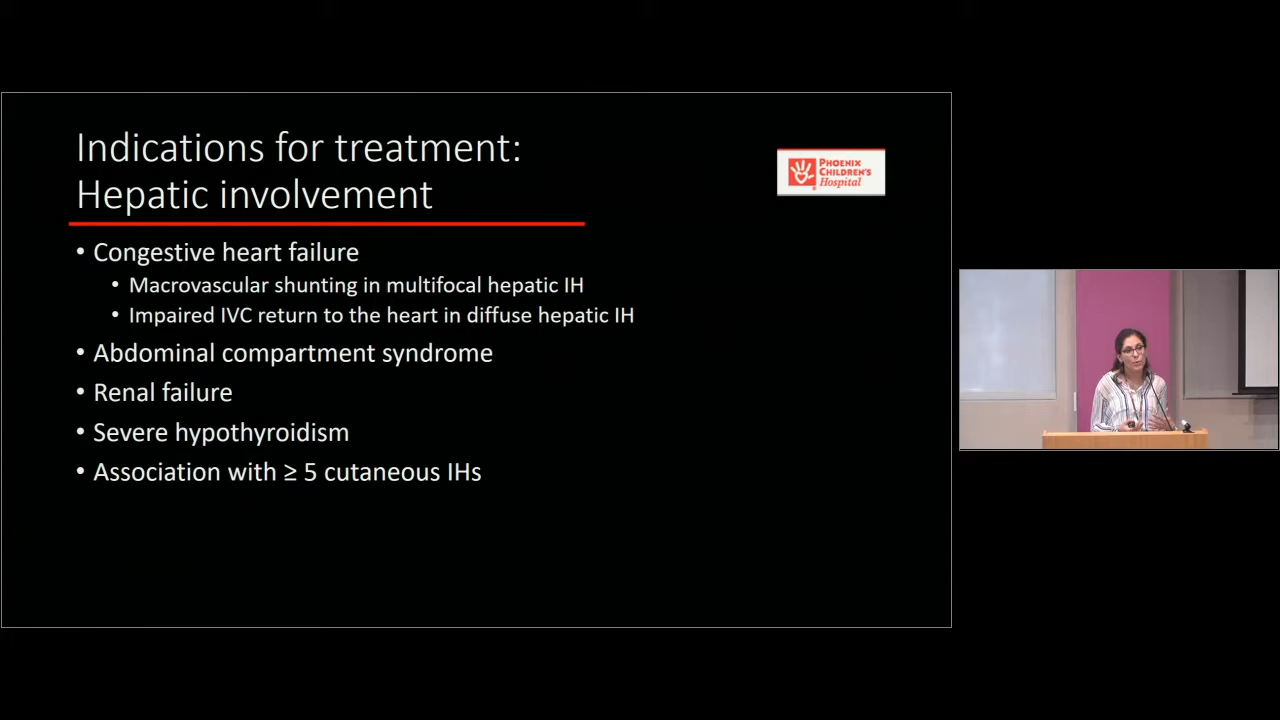 Indications for treatment:
Hepatic involvement
PHOENIX
CHILDREN'S
Hospital
• Congestive heart failure
• Macrovascular shunting in multifocal hepatic IH
• Impaired IVC return to the heart in diffuse hepatic IH
• Abdominal compartment syndrome
• Renal failure
• Severe hypothyroidism
• Association with ≥ 5 cutaneous IHs